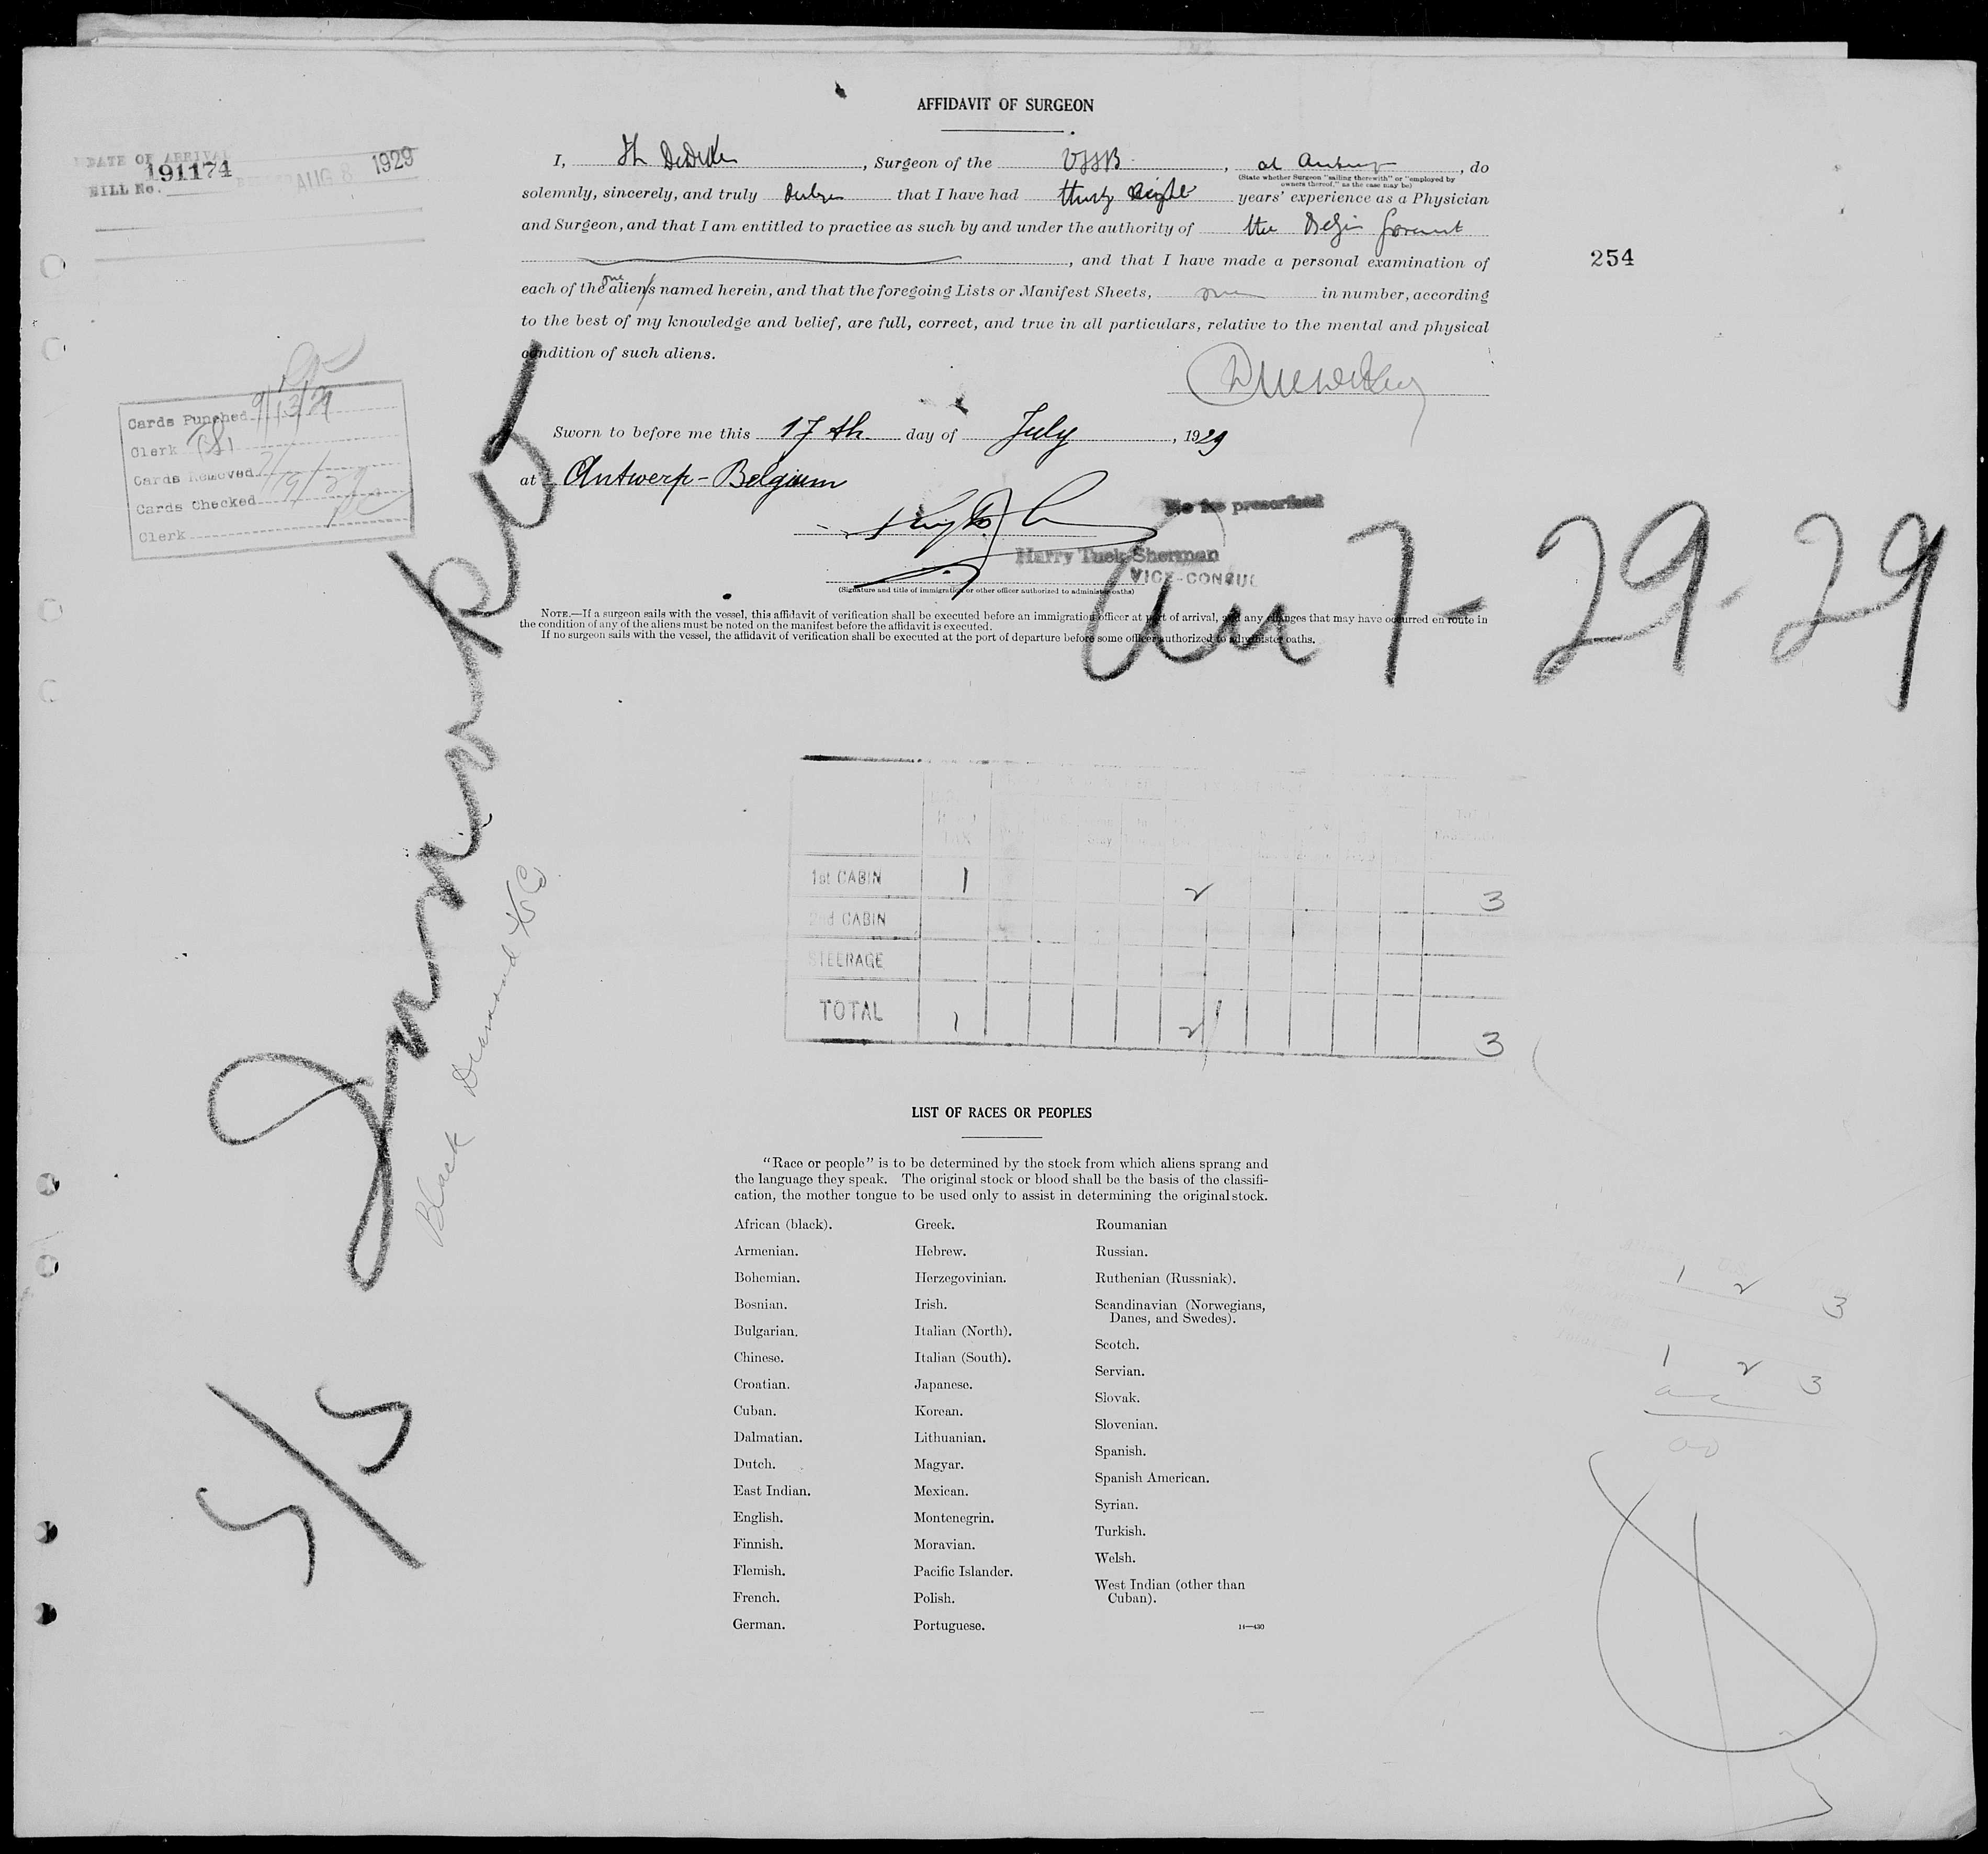 AFFIDAVIT OF SURGEON
DATE OF ARRIVAL
191174
BILL No.
AUG 8 1929
I, , Surgeon of the USSB, at , do
(State whether Surgeon "sailing therewith" or "employed by
owners thereof," as the case may be)
solemnly, sincerely, and truly that I have had thirty eight years' experience as a Physician
and Surgeon, and that I am entitled to practice as such by and under the authority of the
254
, and that I have made a personal examination of
one
each of the aliens named herein, and that the foregoing Lists or Manifest Sheets, one in number, according
to the best of my knowledge and belief, are full, correct, and true in all particulars, relative to the mental and physical
condition of such aliens.
Cards Punched 9/13/29
Clerk
Cards Removed
Cards Checked
Clerk
Sworn to before me this 17 th day of July, 1929
at Antwerp - Belgium
No fee prescribed
Harry Tuck Sherman
VICE-CONSUL
(Signature and title of immigration or other officer authorized to administer oaths)
7-29-29
NOTE.—If a surgeon sails with the vessel, this affidavit of verification shall be executed before an immigration officer at port of arrival, and any changes that may have occurred en route in
the condition of any of the aliens must be noted on the manifest before the affidavit is executed.
If no surgeon sails with the vessel, the affidavit of verification shall be executed at the port of departure before some officer authorized to administer oaths.
S/S
Black Diamond
1st CABIN 1 2 3
2nd CABIN
STEERAGE
TOTAL 1 2 3
LIST OF RACES OR PEOPLES
"Race or people" is to be determined by the stock from which aliens sprang and
the language they speak. The original stock or blood shall be the basis of the classifi-
cation, the mother tongue to be used only to assist in determining the original stock.
African (black).
Armenian.
Bohemian.
Bosnian.
Bulgarian.
Chinese.
Croatian.
Cuban.
Dalmatian.
Dutch.
East Indian.
English.
Finnish.
Flemish.
French.
German.
Greek.
Hebrew.
Herzegovinian.
Irish.
Italian (North).
Italian (South).
Japanese.
Korean.
Lithuanian.
Magyar.
Mexican.
Montenegrin.
Moravian.
Pacific Islander.
Polish.
Portuguese.
Roumanian
Russian.
Ruthenian (Russniak).
Scandinavian (Norwegians,
Danes, and Swedes).
Scotch.
Servian.
Slovak.
Slovenian.
Spanish.
Spanish American.
Syrian.
Turkish.
Welsh.
West Indian (other than
Cuban).
14—430
1 2 3
1 2 3